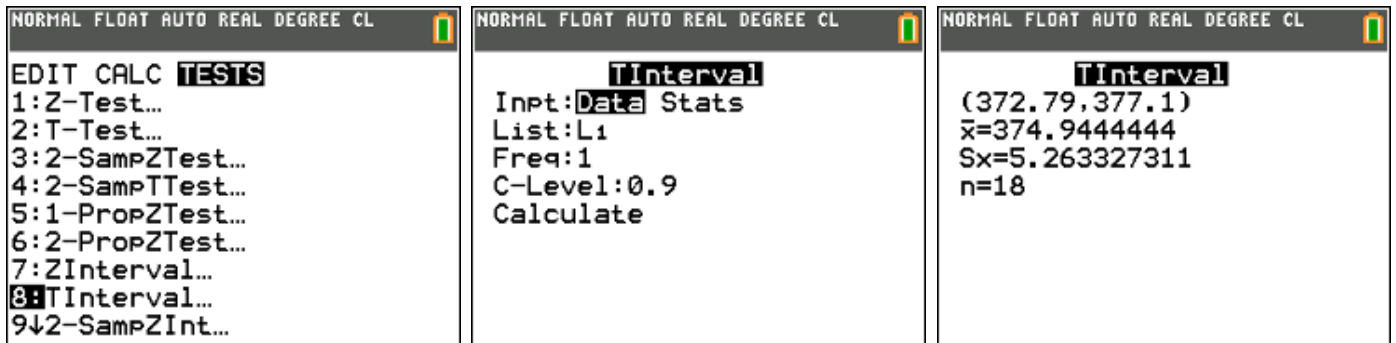 NORMAL FLOAT AUTO REAL DEGREE CL
EDIT CALC TESTS
1:Z-Test…
2:T-Test…
3:2-SampZTest…
4:2-SampTTest…
5:1-PropZTest…
6:2-PropZTest…
7:ZInterval…
8:TInterval…
9↓2-SampZInt…
NORMAL FLOAT AUTO REAL DEGREE CL
TInterval
Inpt:Data Stats
List:L₁
Freq:1
C-Level:0.9
Calculate
NORMAL FLOAT AUTO REAL DEGREE CL
TInterval
(372.79,377.1)
x̄=374.9444444
Sx=5.263327311
n=18